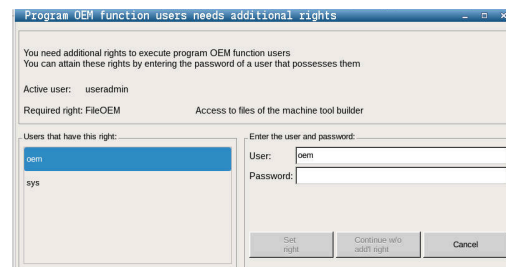 Program OEM function users needs additional rights
You need additional rights to execute program OEM function users
You can attain these rights by entering the password of a user that possesses them
Active user: useradmin
Required right: FileOEM Access to files of the machine tool builder
Users that have this right:
oem
sys
Enter the user and password:
User: oem
Password:
Set
right
Continue w/o
add'l right
Cancel